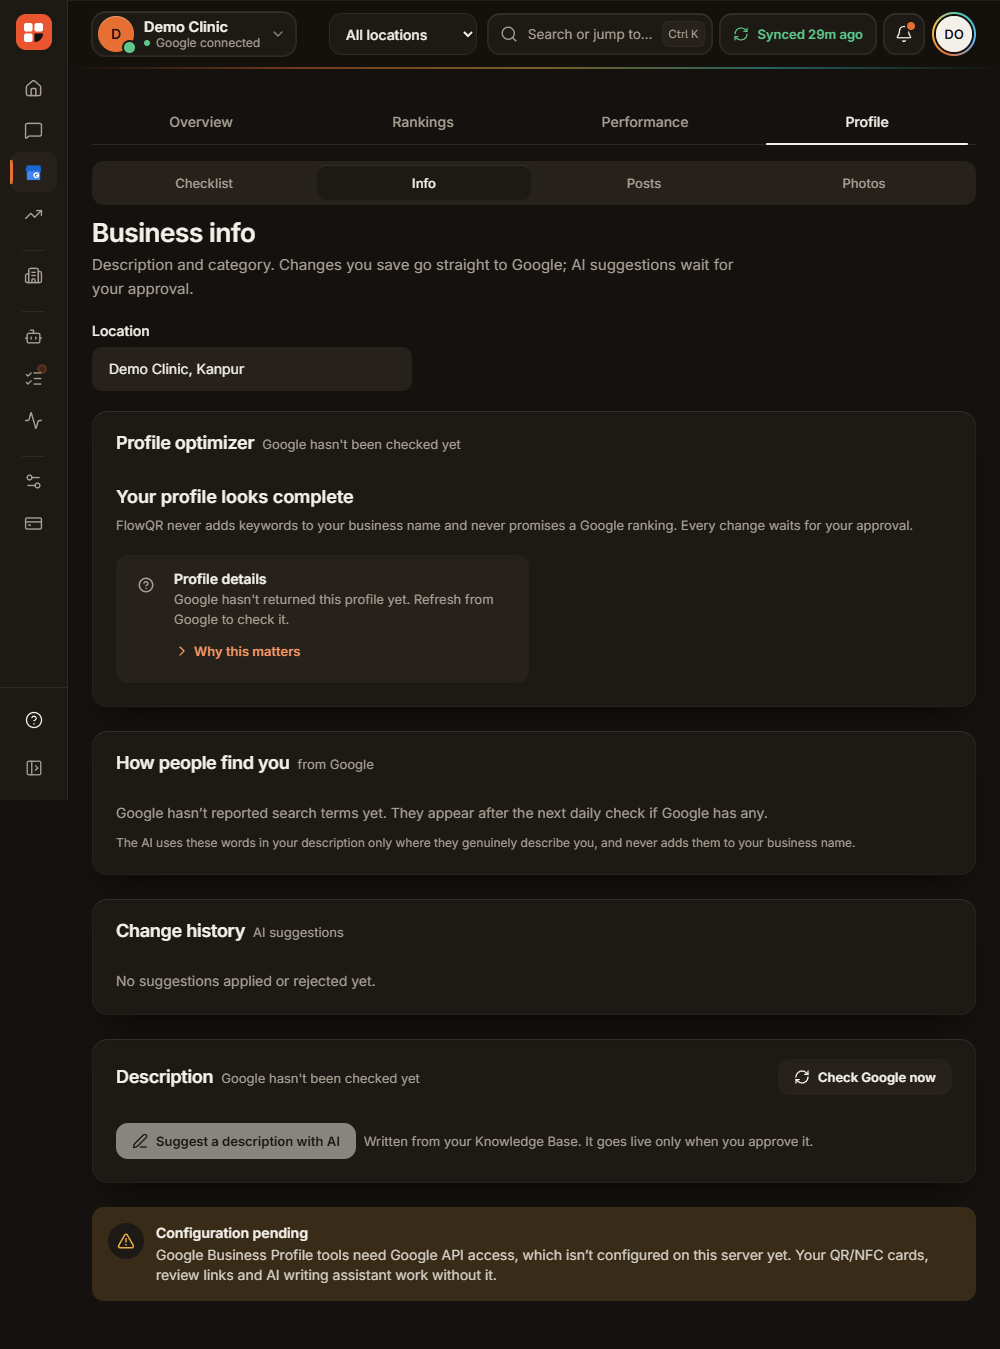 D
Demo Clinic
Google connected
All locations
Search or jump to...
Ctrl K
Synced 29m ago
DO
Overview
Rankings
Performance
Profile
Checklist
Info
Posts
Photos
Business info
Description and category. Changes you save go straight to Google; AI suggestions wait for
your approval.
Location
Demo Clinic, Kanpur
Profile optimizer Google hasn't been checked yet
Your profile looks complete
FlowQR never adds keywords to your business name and never promises a Google ranking. Every change waits for your approval.
Profile details
Google hasn't returned this profile yet. Refresh from
Google to check it.
Why this matters
How people find you from Google
Google hasn’t reported search terms yet. They appear after the next daily check if Google has any.
The AI uses these words in your description only where they genuinely describe you, and never adds them to your business name.
Change history AI suggestions
No suggestions applied or rejected yet.
Description Google hasn't been checked yet
Check Google now
Suggest a description with AI
Written from your Knowledge Base. It goes live only when you approve it.
Configuration pending
Google Business Profile tools need Google API access, which isn’t configured on this server yet. Your QR/NFC cards,
review links and AI writing assistant work without it.